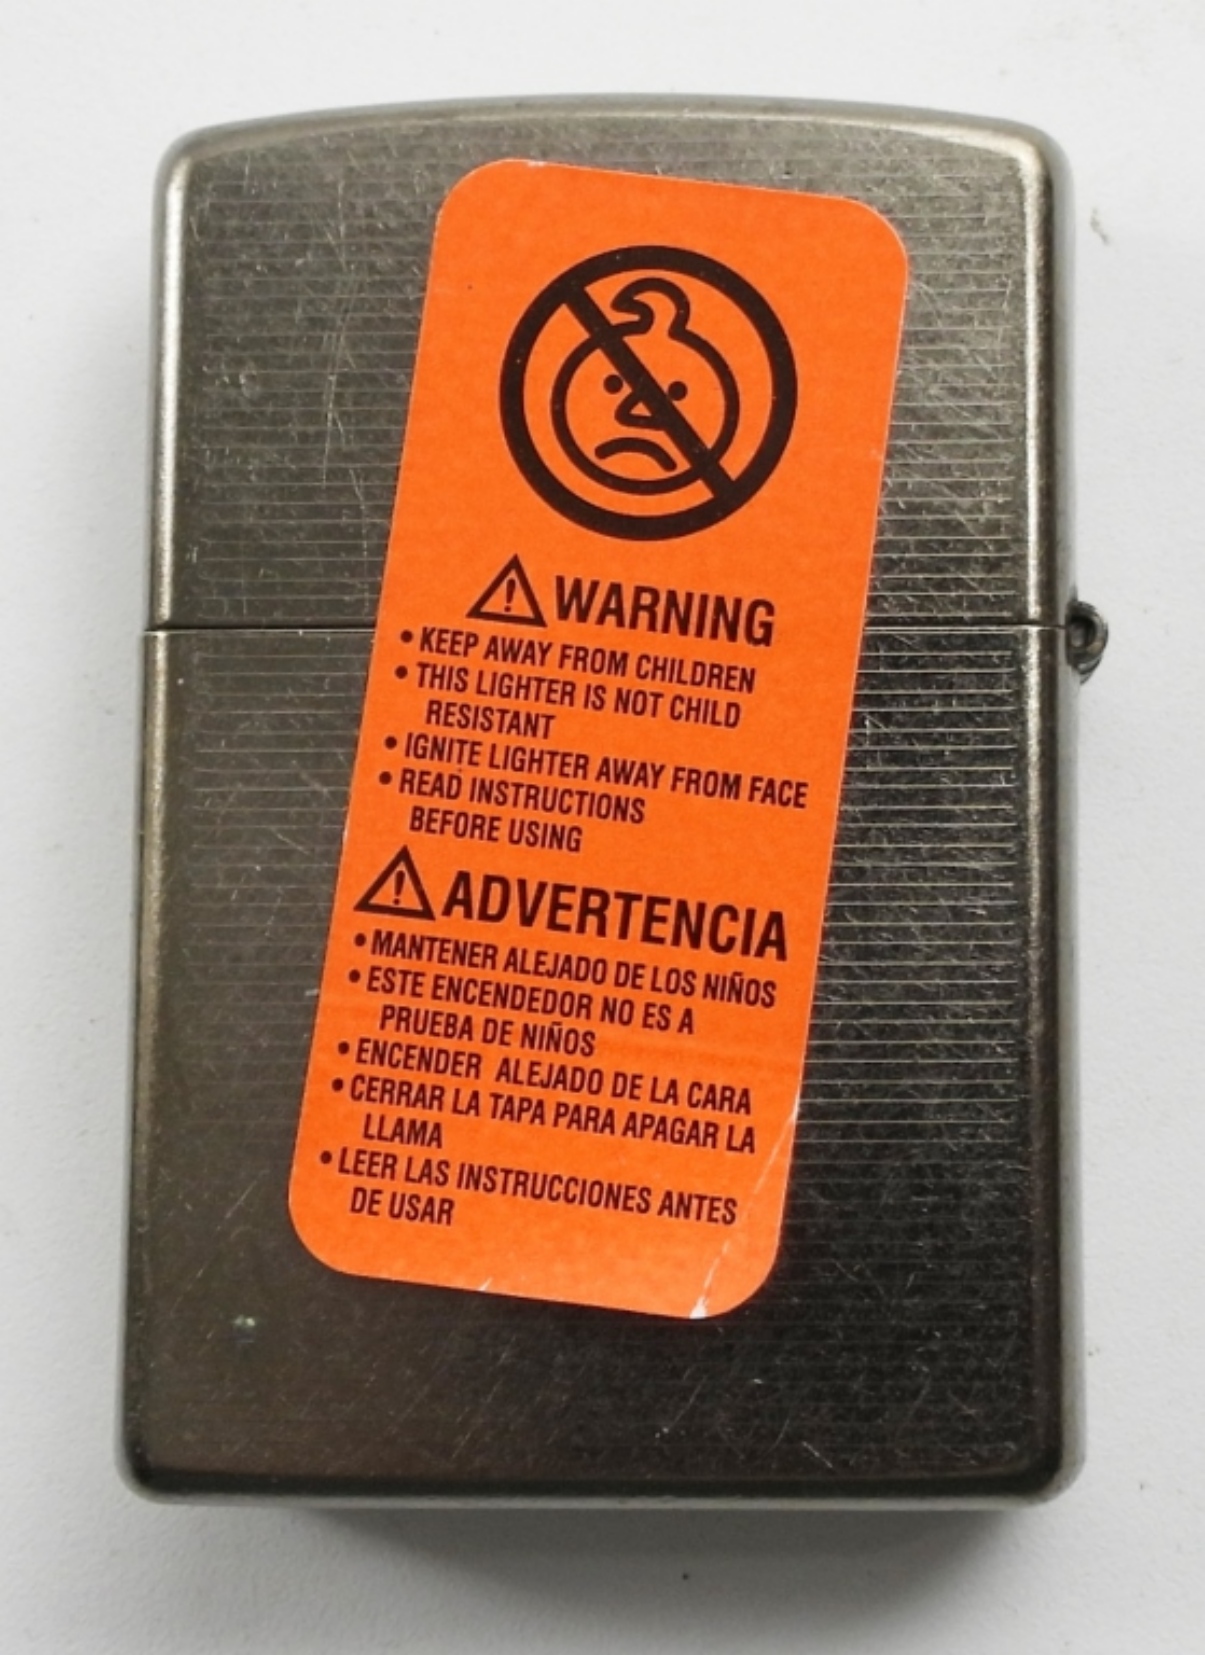 WARNING
• KEEP AWAY FROM CHILDREN
• THIS LIGHTER IS NOT CHILD
RESISTANT
• IGNITE LIGHTER AWAY FROM FACE
• READ INSTRUCTIONS
BEFORE USING
ADVERTENCIA
• MANTENER ALEJADO DE LOS NIÑOS
• ESTE ENCENDEDOR NO ES A
PRUEBA DE NIÑOS
• ENCENDER ALEJADO DE LA CARA
• CERRAR LA TAPA PARA APAGAR LA
LLAMA
• LEER LAS INSTRUCCIONES ANTES
DE USAR